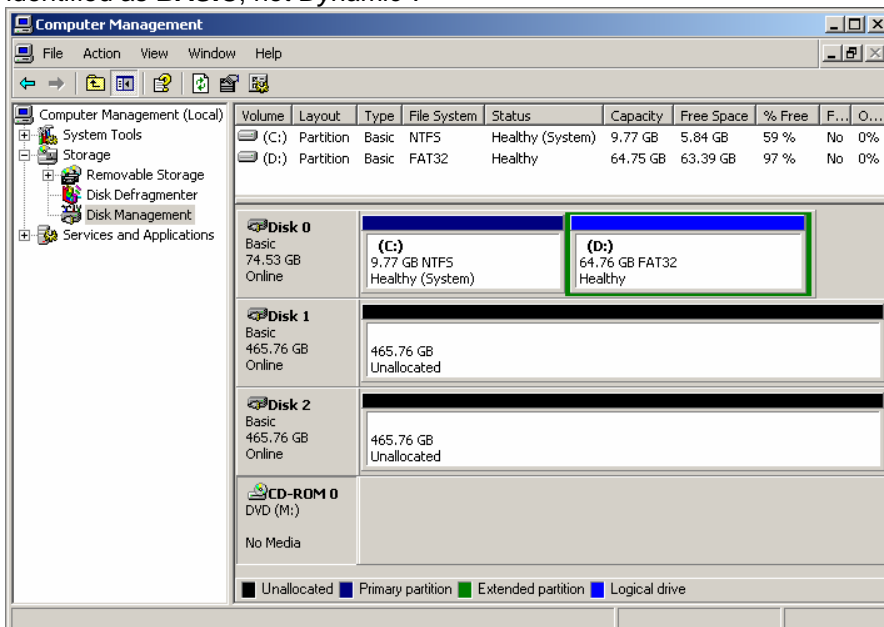 identified as BASIC, not Dynamic .
Computer Management
File Action View Window Help
Computer Management (Local)
System Tools
Storage
Removable Storage
Disk Defragmenter
Disk Management
Services and Applications
Volume Layout Type File System Status Capacity Free Space % Free F... O...
(C:) Partition Basic NTFS Healthy (System) 9.77 GB 5.84 GB 59 % No 0%
(D:) Partition Basic FAT32 Healthy 64.75 GB 63.39 GB 97 % No 0%
Disk 0
Basic
74.53 GB
Online
(C:)
9.77 GB NTFS
Healthy (System)
(D:)
64.76 GB FAT32
Healthy
Disk 1
Basic
465.76 GB
Online
465.76 GB
Unallocated
Disk 2
Basic
465.76 GB
Online
465.76 GB
Unallocated
CD-ROM 0
DVD (M:)
No Media
Unallocated Primary partition Extended partition Logical drive